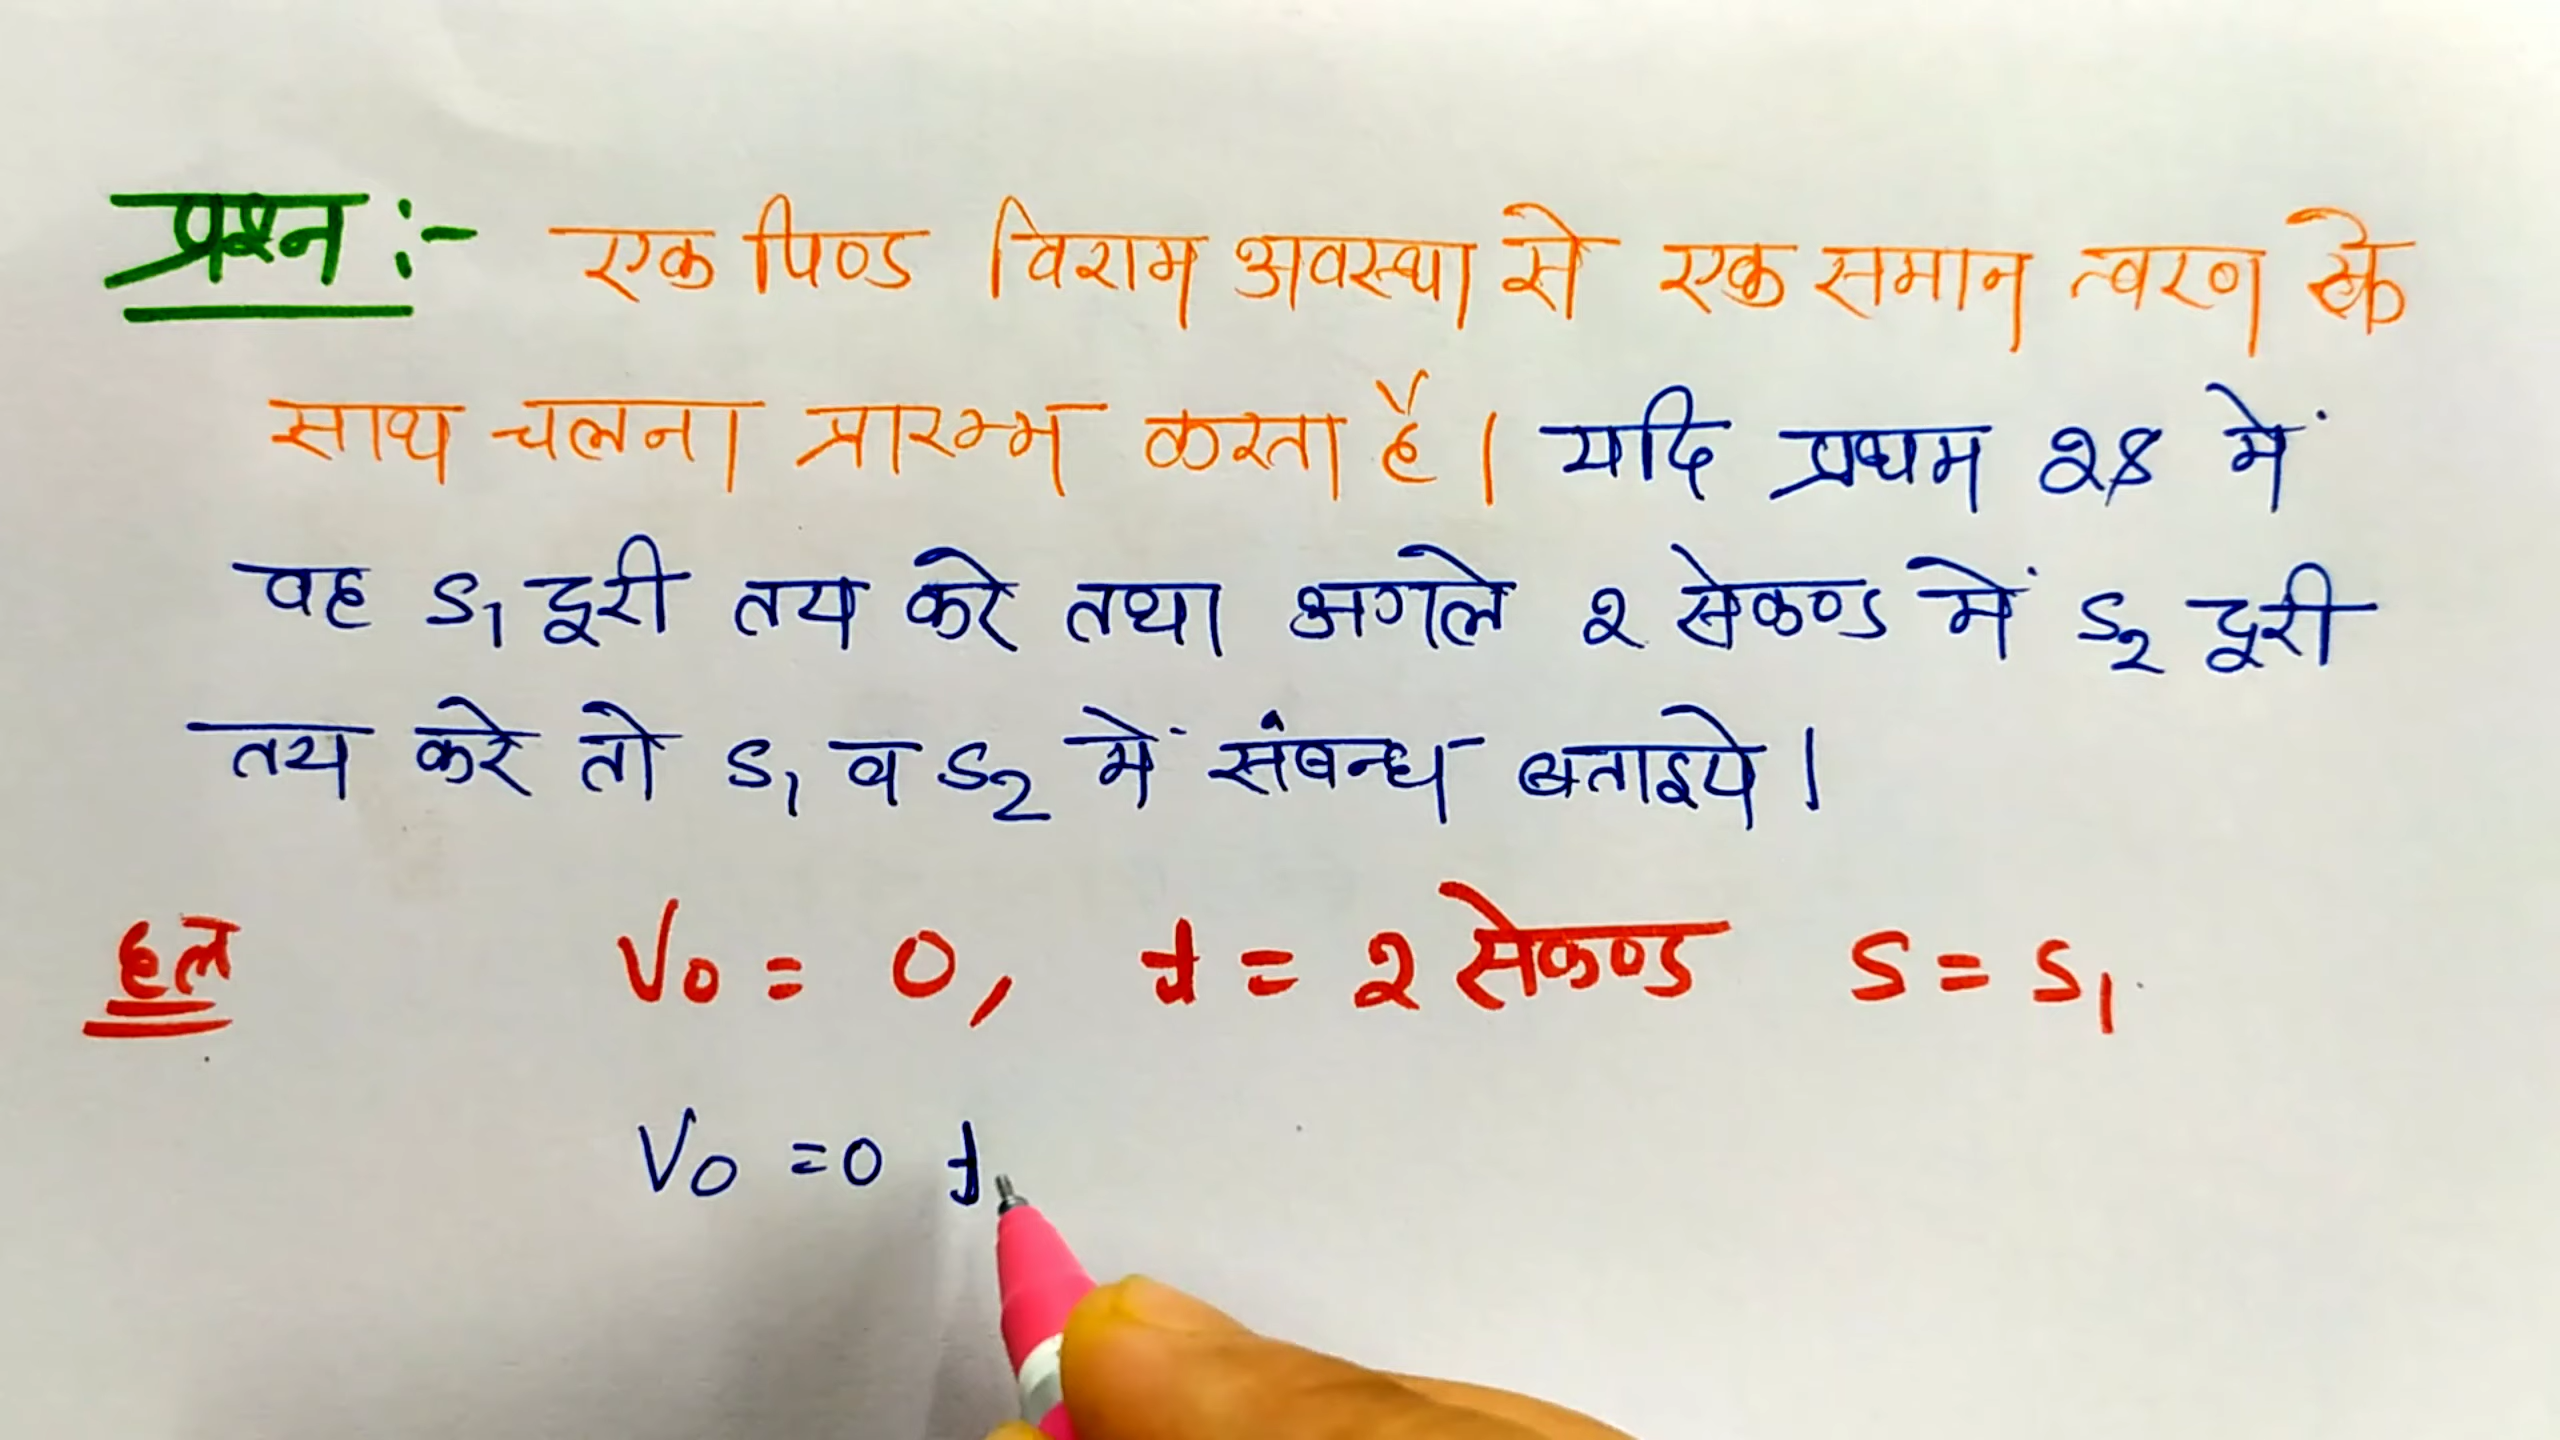 प्रश्न :- एक पिण्ड विराम अवस्था से एक समान त्वरण के
साथ चलना प्रारम्भ करता है। यदि प्रथम 2s में
वह S₁ दूरी तय करे तथा अगले 2 सेकण्ड में S₂ दूरी
तय करे तो S₁ व S₂ में संबन्ध बताइये।
हल V₀ = 0, t = 2 सेकण्ड S = S₁
V₀ = 0 t